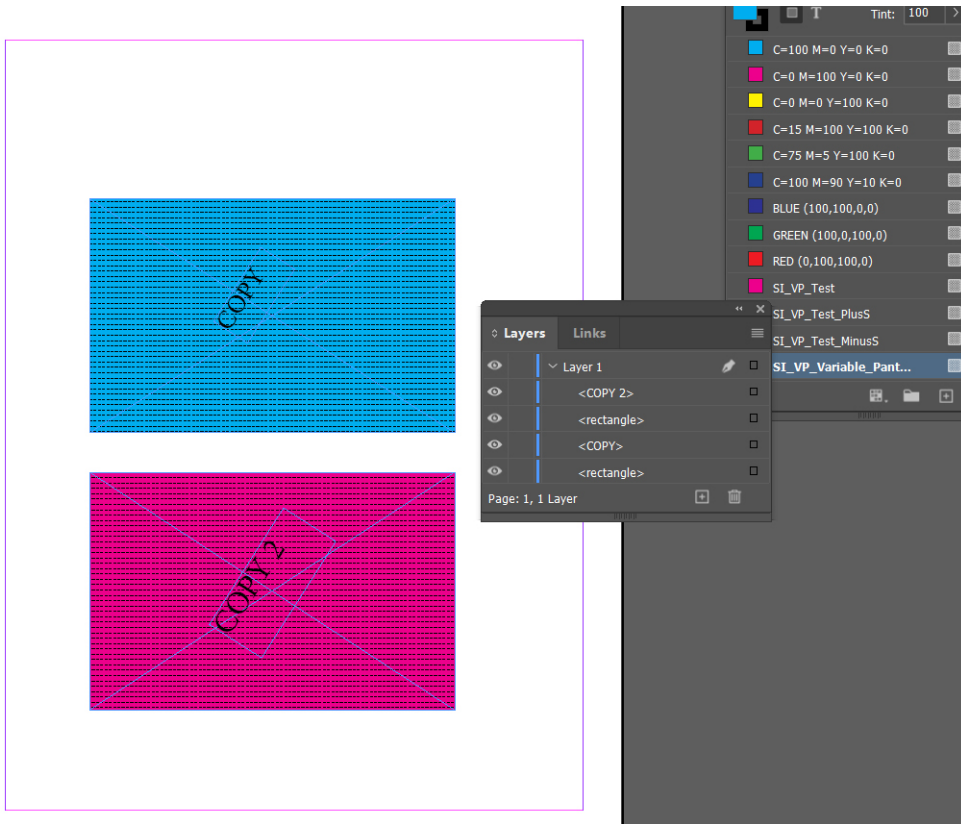 Tint: 100
T
C=100 M=0 Y=0 K=0
C=0 M=100 Y=0 K=0
C=0 M=0 Y=100 K=0
C=15 M=100 Y=100 K=0
C=75 M=5 Y=100 K=0
C=100 M=90 Y=10 K=0
BLUE (100,100,0,0)
GREEN (100,0,100,0)
RED (0,100,100,0)
SI_VP_Test
SI_VP_Test_PlusS
SI_VP_Test_MinusS
SI_VP_Variable_Pant...
COPY
COPY 2
Layers Links
Layer 1
<COPY 2>
<rectangle>
<COPY>
<rectangle>
Page: 1, 1 Layer